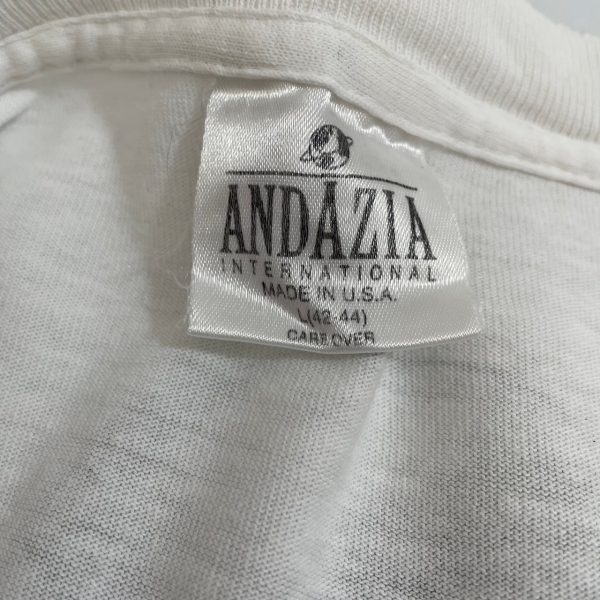 ANDAZIA
INTERNATIONAL
MADE IN U.S.A.
L(42-44)
CARE OVER